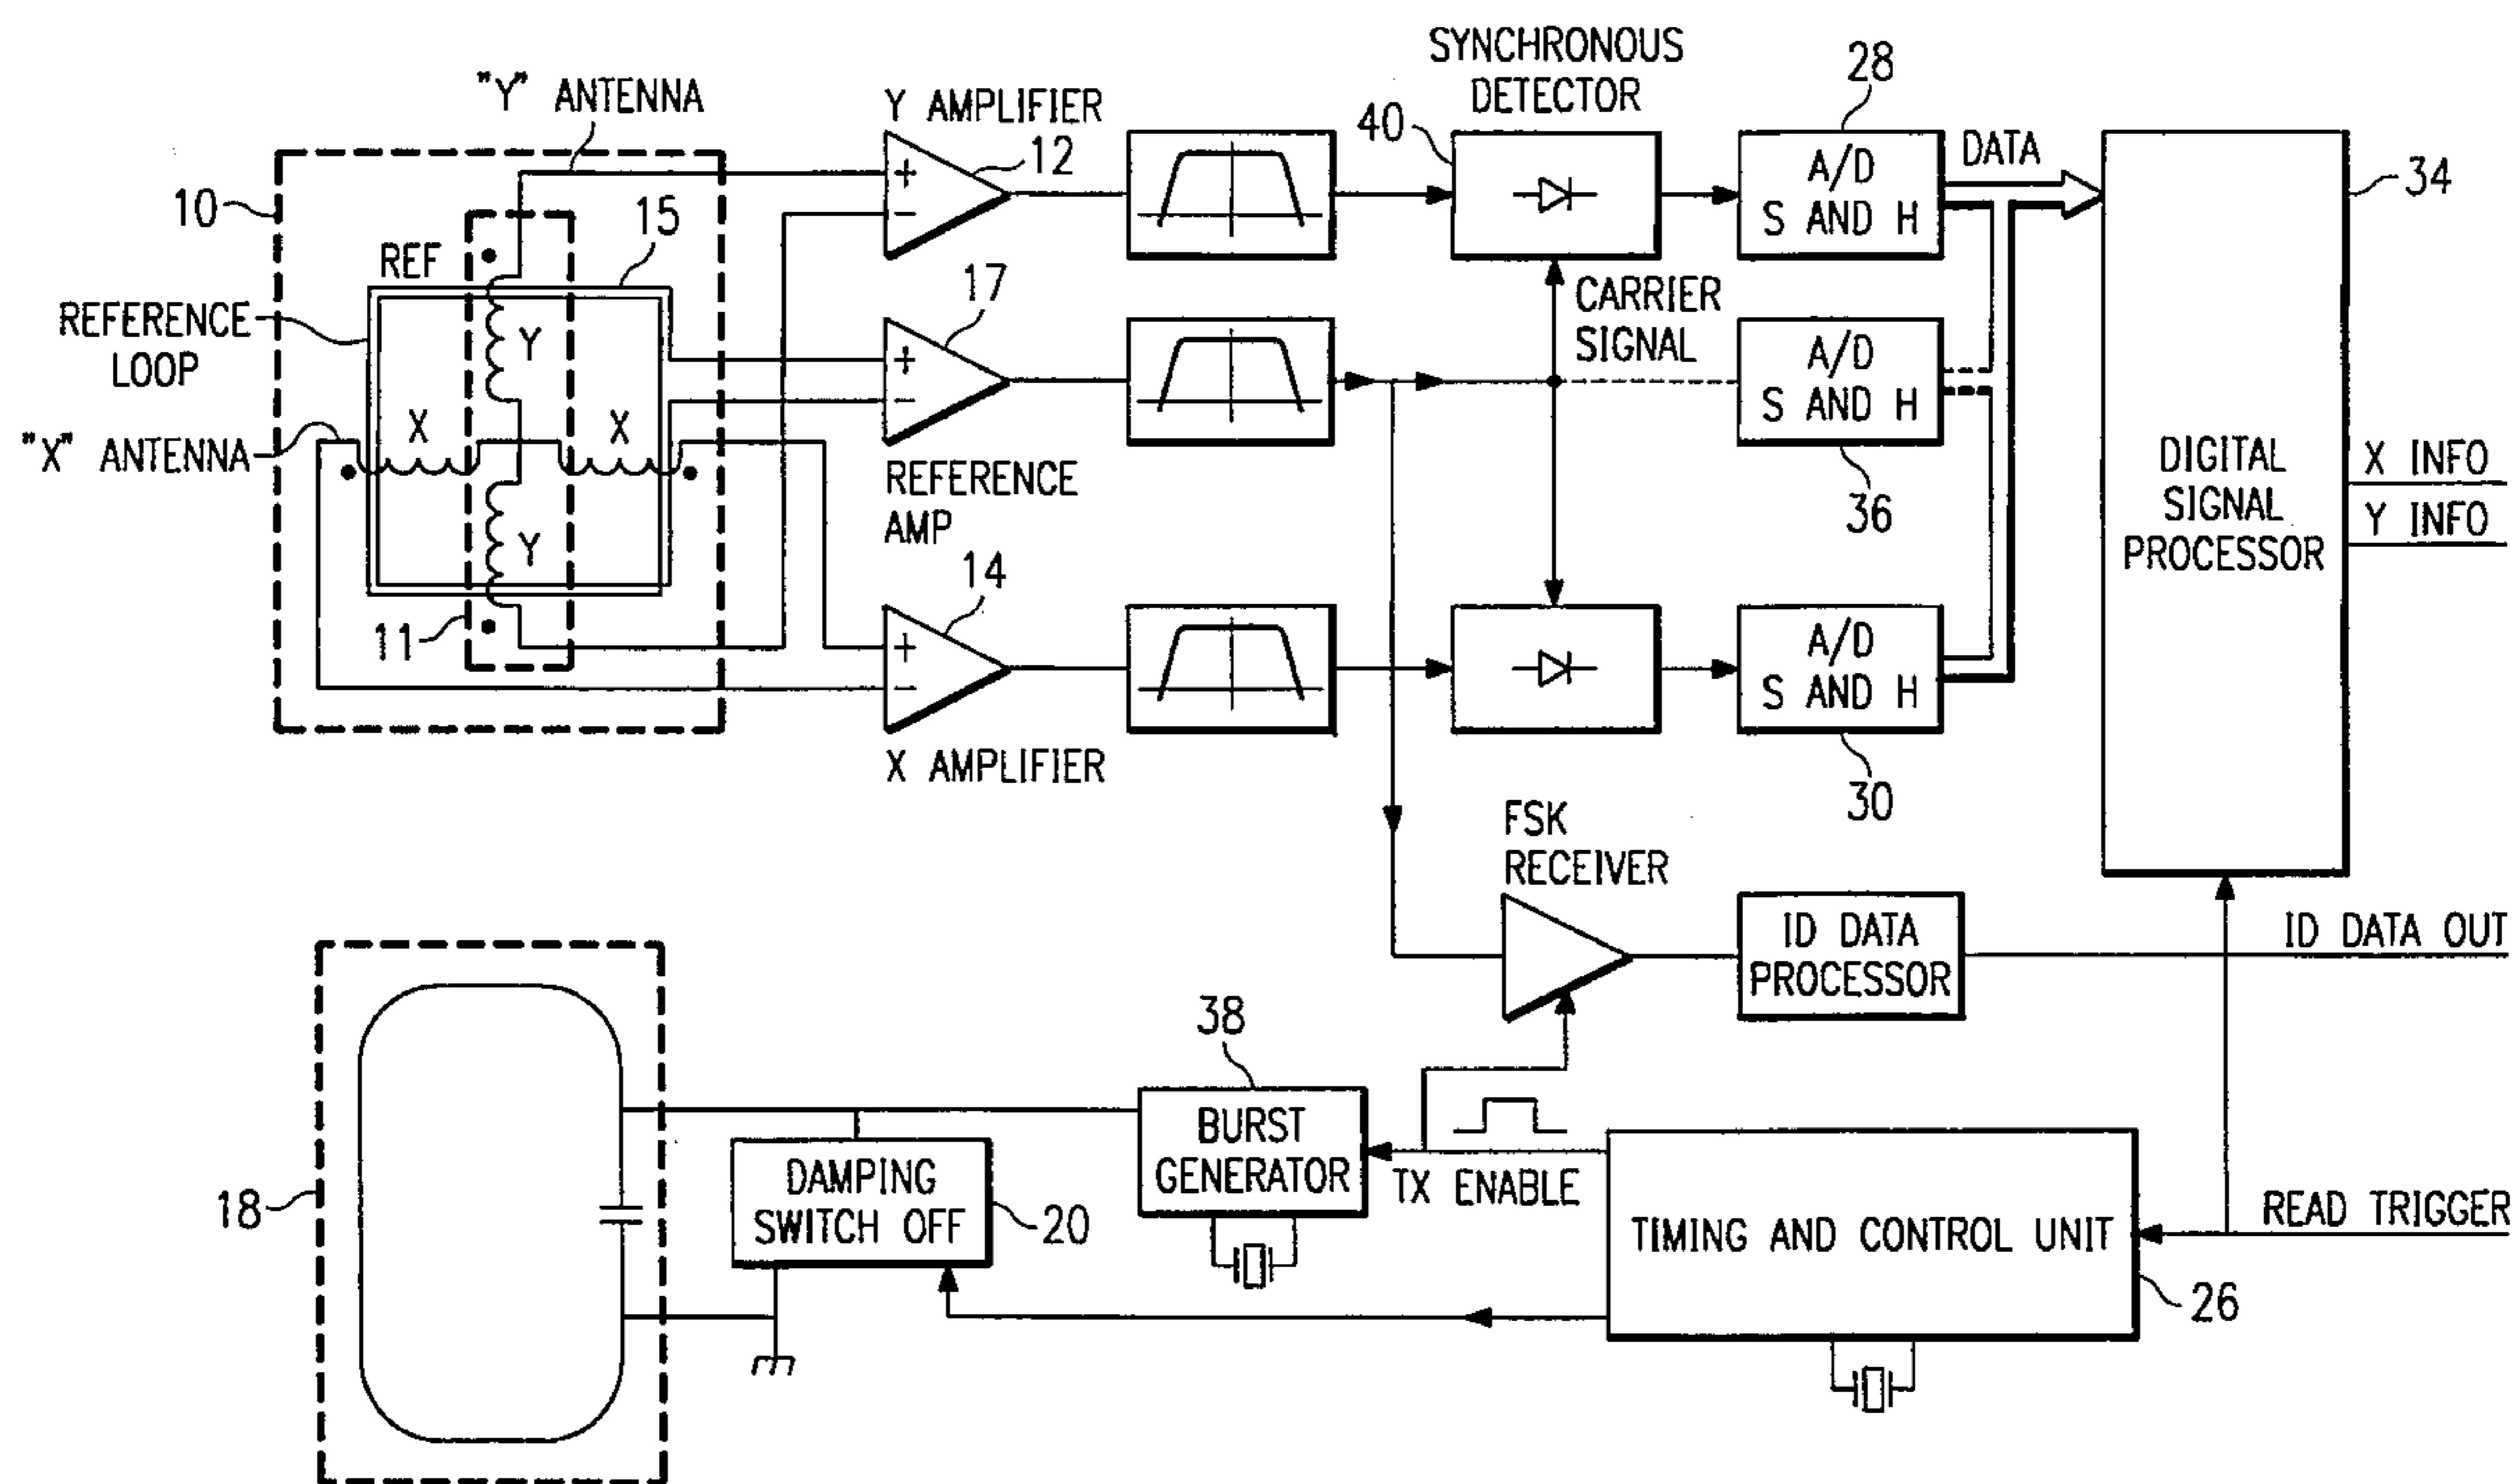 SYNCHRONOUS
DETECTOR
28
"Y" ANTENNA
Y AMPLIFIER
12
40
A/D
S AND H
DATA
34
10
+
−
REF
15
17
REFERENCE
LOOP
Y
+
−
CARRIER
SIGNAL
A/D
S AND H
"X" ANTENNA
X
X
REFERENCE
AMP
36
DIGITAL
SIGNAL
PROCESSOR
X INFO
Y INFO
Y
11
14
+
−
A/D
S AND H
X AMPLIFIER
30
FSK
RECEIVER
ID DATA
PROCESSOR
ID DATA OUT
38
BURST
GENERATOR
TX ENABLE
18
DAMPING
SWITCH OFF
20
TIMING AND CONTROL UNIT
READ TRIGGER
26